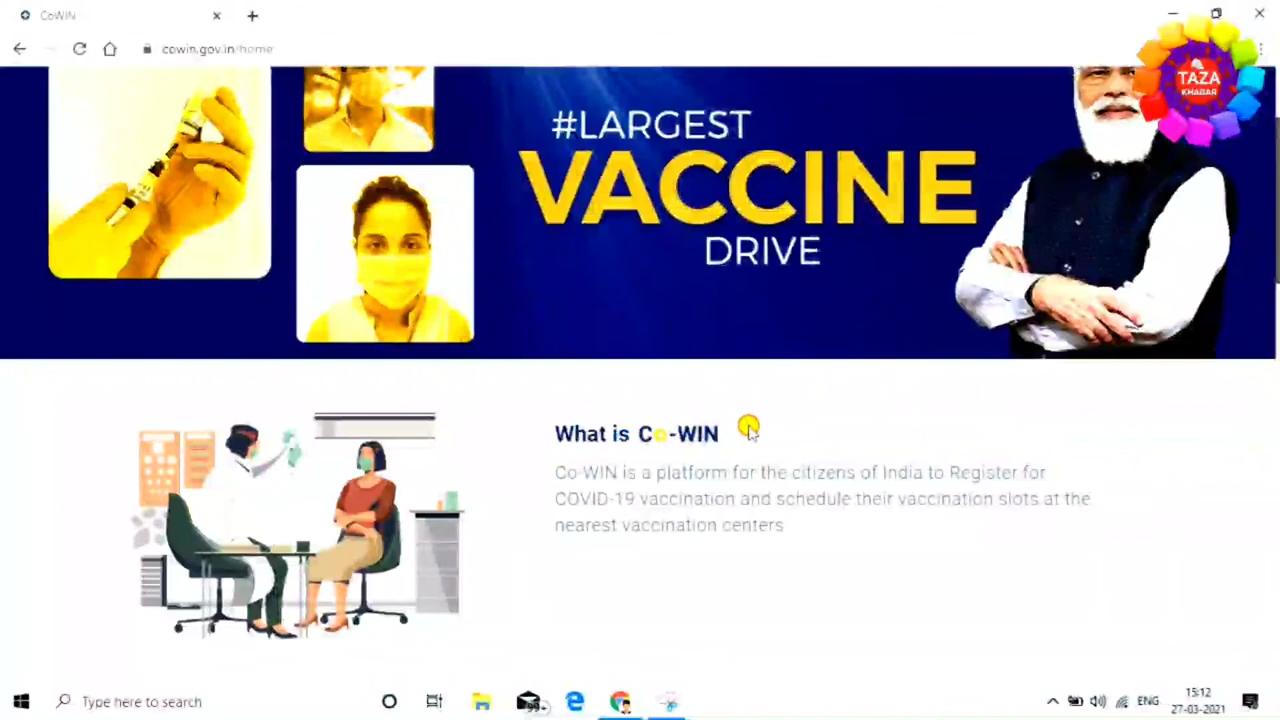 CoWIN
cowin.gov.in/home
TAZA
KHABAR
#LARGEST
VACCINE
DRIVE
What is Co-WIN
Co-WIN is a platform for the citizens of India to Register for
COVID-19 vaccination and schedule their vaccination slots at the
nearest vaccination centers
Type here to search
99+
ENG
15:12
27-03-2021